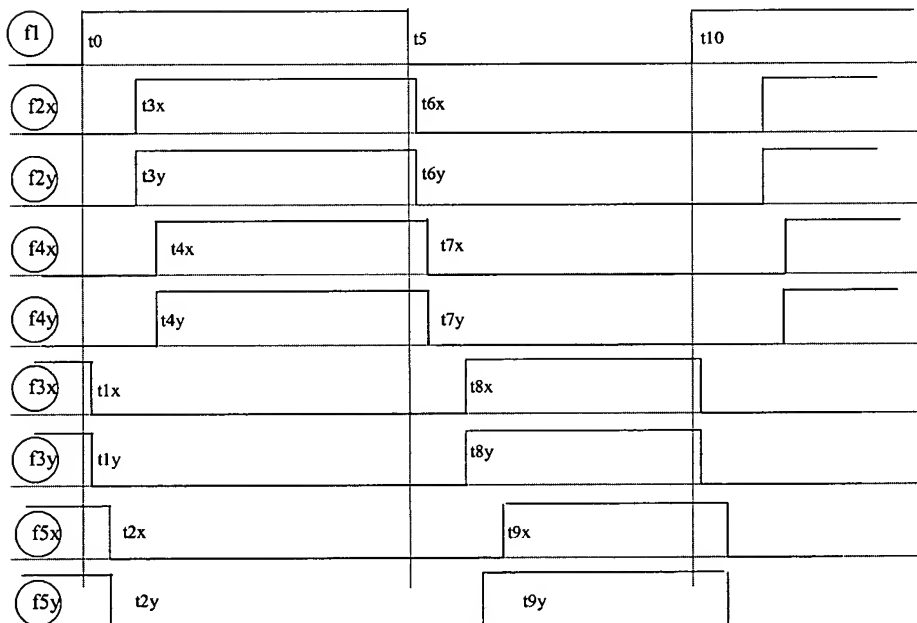 f1 t0 t5 t10
f2x t3x t6x
f2y t3y t6y
f4x t4x t7x
f4y t4y t7y
f3x t1x t8x
f3y t1y t8y
f5x t2x t9x
f5y t2y t9y